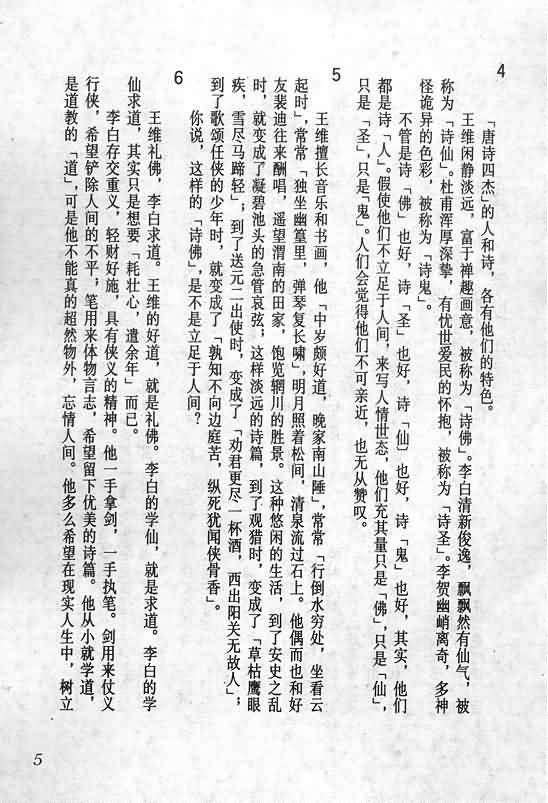 4
「唐诗四杰」的人和诗，各有他们的特色。
王维闲静淡远，富于禅趣画意，被称为「诗佛」。李白清新俊逸，飘飘然有仙气，被
称为「诗仙」。杜甫浑厚深挚，有忧世爱民的怀抱，被称为「诗圣」。李贺幽峭离奇，多神
怪诡异的色彩，被称为「诗鬼」。
不管是诗「佛」也好，诗「圣」也好，诗「仙」也好，诗「鬼」也好，其实，他们
都是诗「人」。假使他们不立足于人间，来写人情世态，他们充其量只是「佛」，只是「仙」，
只是「圣」，只是「鬼」。人们会觉得他们不可亲近，也无从赞叹。
5
王维擅长音乐和书画，他「中岁颇好道，晚家南山陲」，常常「行倒水穷处，坐看云
起时」，常常「独坐幽篁里，弹琴复长啸」，明月照着松间，清泉流过石上。他偶而也和好
友裴迪往来酬唱，遥望渭南的田家，饱览辋川的胜景。这种悠闲的生活，到了安史之乱
时，就变成了凝碧池头的急管哀弦；这样淡远的诗篇，到了观猎时，变成了「草枯鹰眼
疾，雪尽马蹄轻」；到了送元二出使时，变成了「劝君更尽一杯酒，西出阳关无故人」，
到了歌颂任侠的少年时，就变成了「孰知不向边庭苦，纵死犹闻侠骨香」。
你说，这样的「诗佛」，是不是立足于人间？
6
王维礼佛，李白求道。王维的好道，就是礼佛。李白的学仙，就是求道。李白的学
仙求道，其实只是想要「耗壮心，遣余年」而已。
李白存交重义，轻财好施，具有侠义的精神。他一手拿剑，一手执笔。剑用来仗义
行侠，希望铲除人间的不平；笔用来体物言志，希望留下优美的诗篇。他从小就学道，
是道教的「道」，可是他不能真的超然物外，忘情人间。他多么希望在现实人生中，树立
5